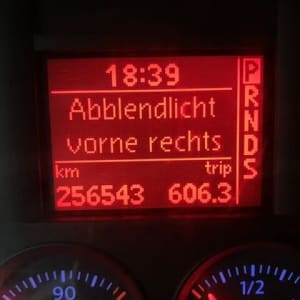 18:39
Abblendlicht
vorne rechts
km trip
256543 606.3
P
R
N
D
S
90
1/2